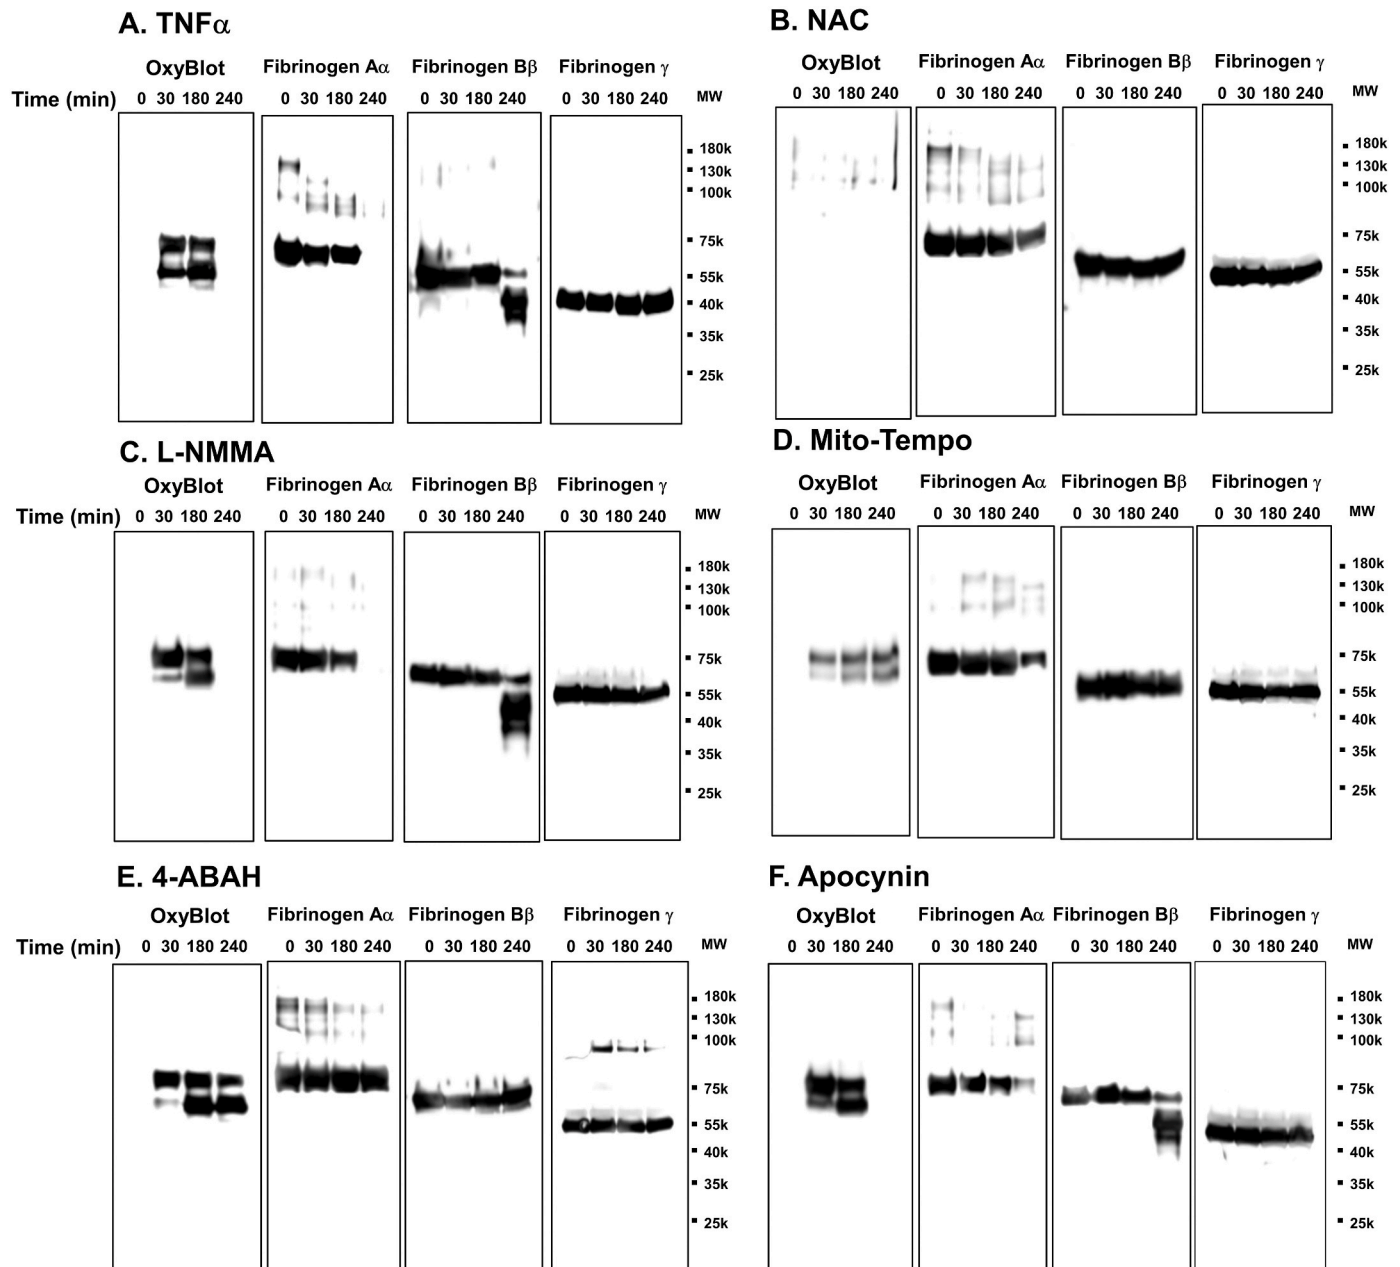 A. TNFα
OxyBlot Fibrinogen Aα Fibrinogen Bβ Fibrinogen γ
Time (min) 0 30 180 240 0 30 180 240 0 30 180 240 0 30 180 240 MW
180k
130k
100k
75k
55k
40k
35k
25k
B. NAC
OxyBlot Fibrinogen Aα Fibrinogen Bβ Fibrinogen γ
0 30 180 240 0 30 180 240 0 30 180 240 0 30 180 240 MW
180k
130k
100k
75k
55k
40k
35k
25k
C. L-NMMA
OxyBlot Fibrinogen Aα Fibrinogen Bβ Fibrinogen γ
Time (min) 0 30 180 240 0 30 180 240 0 30 180 240 0 30 180 240 MW
180k
130k
100k
75k
55k
40k
35k
25k
D. Mito-Tempo
OxyBlot Fibrinogen Aα Fibrinogen Bβ Fibrinogen γ
0 30 180 240 0 30 180 240 0 30 180 240 0 30 180 240 MW
180k
130k
100k
75k
55k
40k
35k
25k
E. 4-ABAH
OxyBlot Fibrinogen Aα Fibrinogen Bβ Fibrinogen γ
Time (min) 0 30 180 240 0 30 180 240 0 30 180 240 0 30 180 240 MW
180k
130k
100k
75k
55k
40k
35k
25k
F. Apocynin
OxyBlot Fibrinogen Aα Fibrinogen Bβ Fibrinogen γ
0 30 180 240 0 30 180 240 0 30 180 240 0 30 180 240 MW
180k
130k
100k
75k
55k
40k
35k
25k